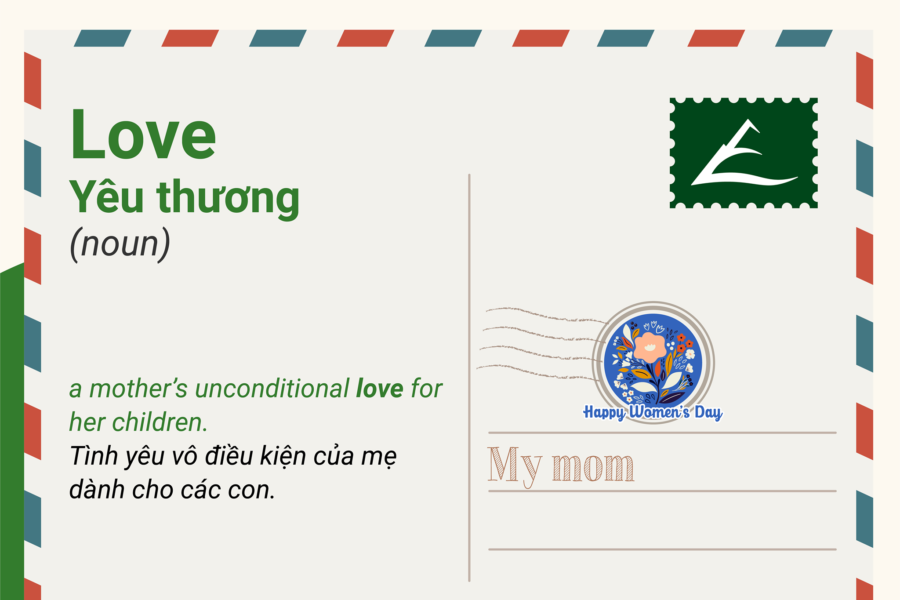 Love
Yêu thương
(noun)
a mother's unconditional love for
her children.
Tình yêu vô điều kiện của mẹ
dành cho các con.
Happy Women's Day
My mom